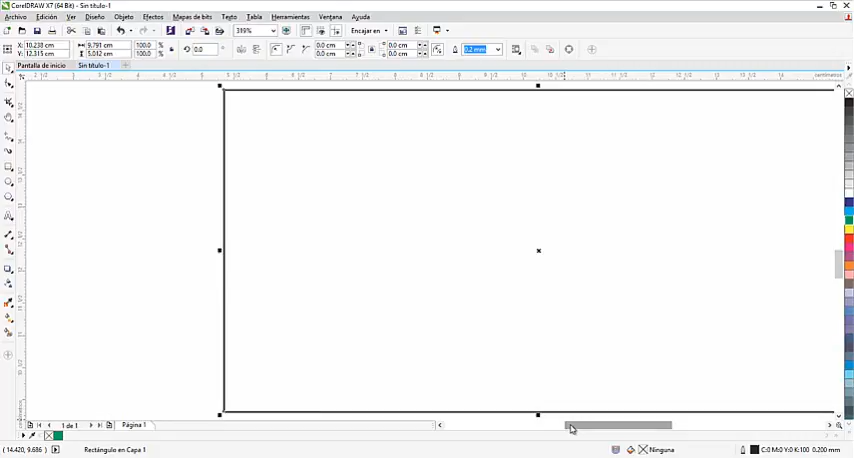 CorelDRAW X7 (64 Bit) - Sin título-1
Archivo Edición Ver Diseño Objeto Efectos Mapas de bits Texto Tabla Herramientas Ventana Ayuda
319% Encajar en
X: 10.238 cm 9.791 cm 100.0 % 0.0 0.0 cm 0.0 cm 0.2 mm
Y: 12.315 cm 5.012 cm 100.0 % 0.0 cm 0.0 cm
Pantalla de inicio Sin título-1
centímetros
1 de 1 Página 1
(14.420, 9.686) Rectángulo en Capa 1 Ninguna C:0 M:0 Y:0 K:100 0.200 mm